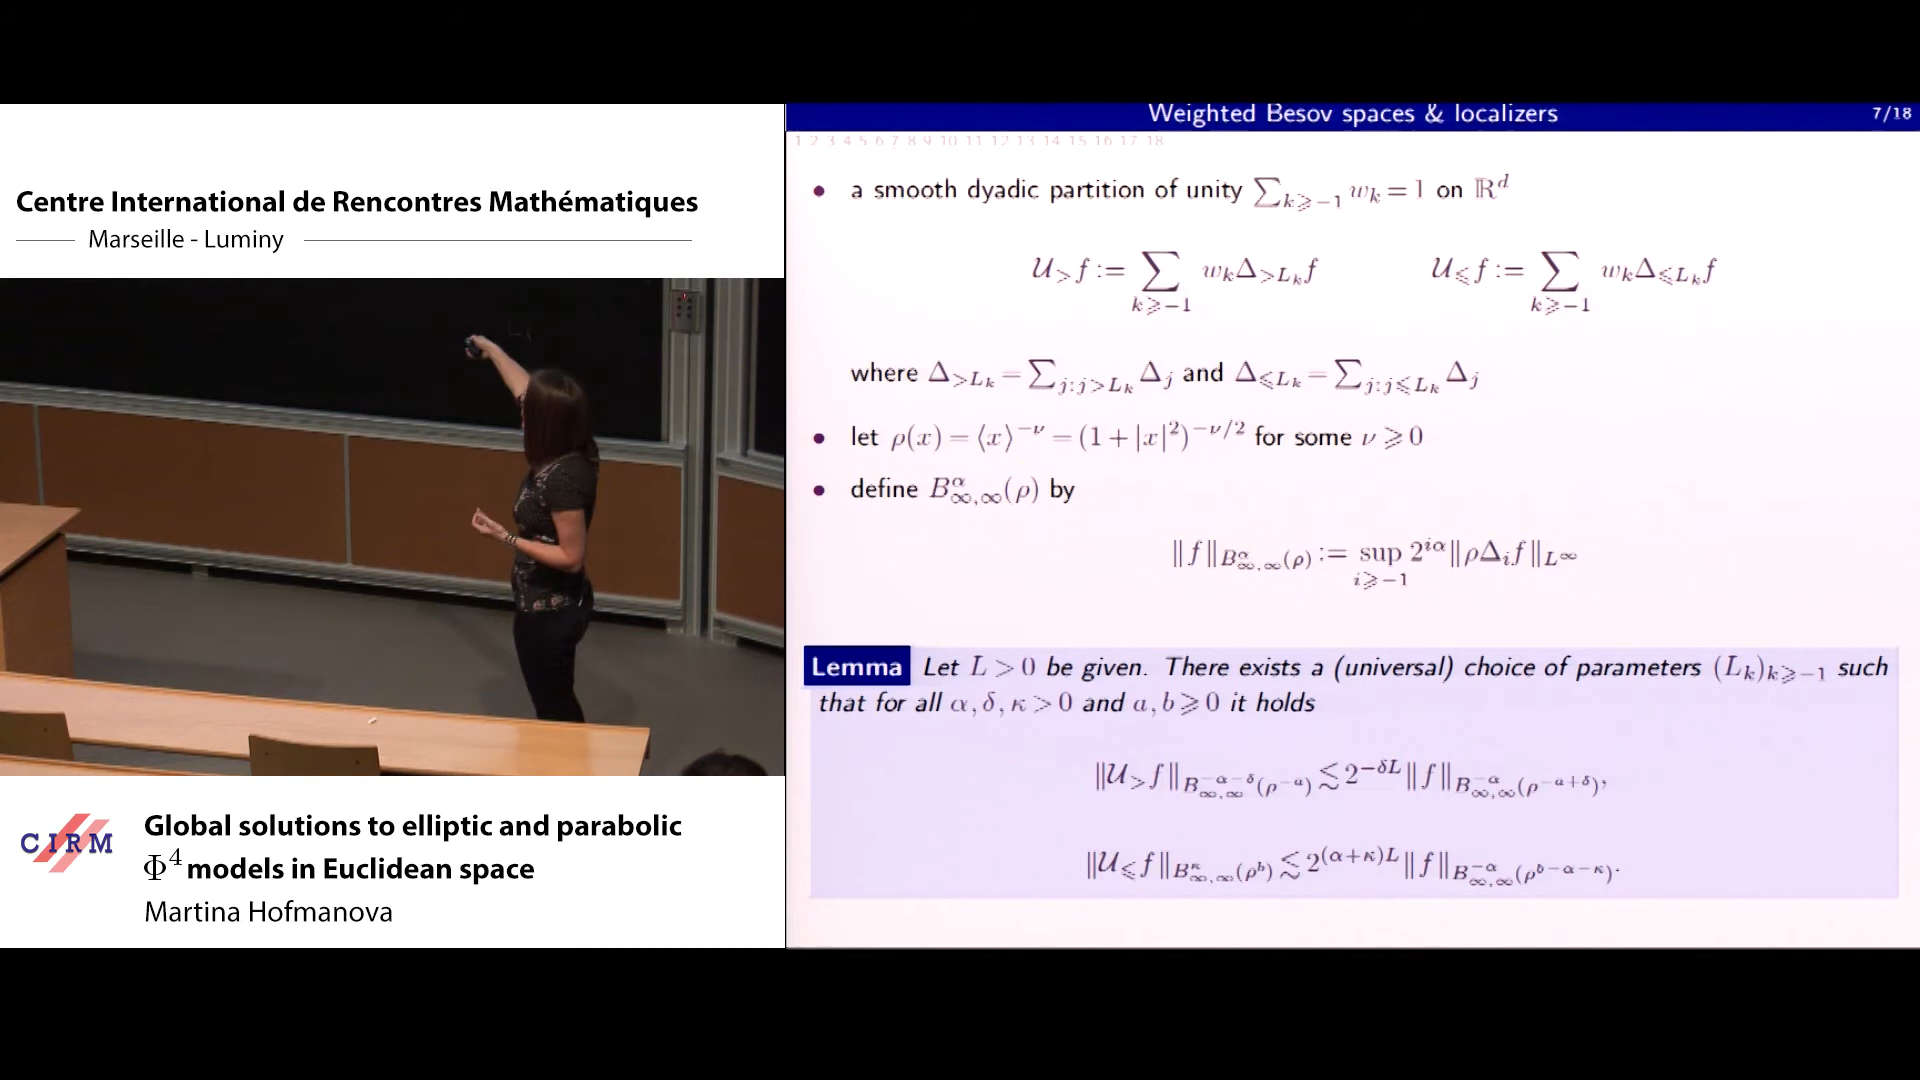 Centre International de Rencontres Mathématiques
Marseille - Luminy
CIRM
Global solutions to elliptic and parabolic
Φ⁴ models in Euclidean space
Martina Hofmanova
Weighted Besov spaces & localizers 7/18
1 2 3 4 5 6 7 8 9 10 11 12 13 14 15 16 17 18
• a smooth dyadic partition of unity ∑_{k⩾−1} w_k = 1 on ℝ^d
𝒰_> f := ∑_{k⩾−1} w_k Δ_{>L_k} f 𝒰_⩽ f := ∑_{k⩾−1} w_k Δ_{⩽L_k} f
where Δ_{>L_k} = ∑_{j:j>L_k} Δ_j and Δ_{⩽L_k} = ∑_{j:j⩽L_k} Δ_j
• let ρ(x) = ⟨x⟩^{−ν} = (1+|x|²)^{−ν/2} for some ν ⩾ 0
• define B^α_{∞,∞}(ρ) by
‖f‖_{B^α_{∞,∞}(ρ)} := sup_{i⩾−1} 2^{iα} ‖ρΔ_i f‖_{L^∞}
Lemma Let L > 0 be given. There exists a (universal) choice of parameters (L_k)_{k⩾−1} such
that for all α, δ, κ > 0 and a, b ⩾ 0 it holds
‖𝒰_> f‖_{B^{−α−δ}_{∞,∞}(ρ^{−a})} ≲ 2^{−δL} ‖f‖_{B^{−α}_{∞,∞}(ρ^{−a+δ})},
‖𝒰_⩽ f‖_{B^κ_{∞,∞}(ρ^b)} ≲ 2^{(α+κ)L} ‖f‖_{B^{−α}_{∞,∞}(ρ^{b−α−κ})}.